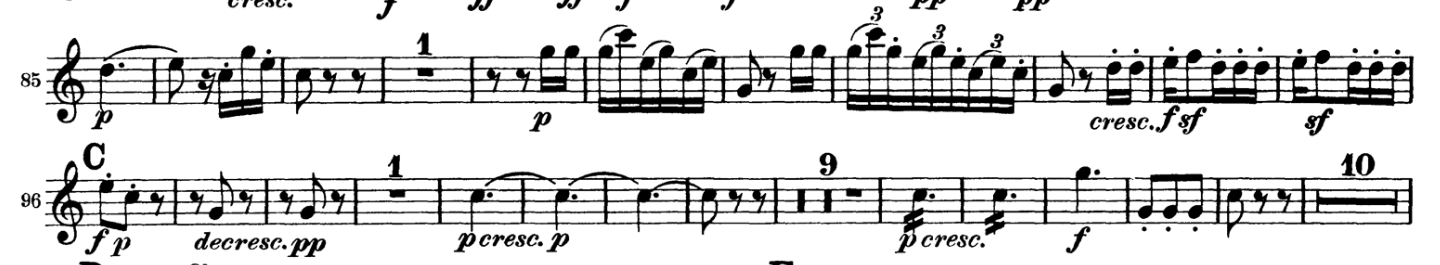 cresc. f ff ff f f pp pp
1 3 3 3
85
p p cresc. f sf sf
C 1 9 10
96
f p decresc. pp p cresc. p p cresc. f